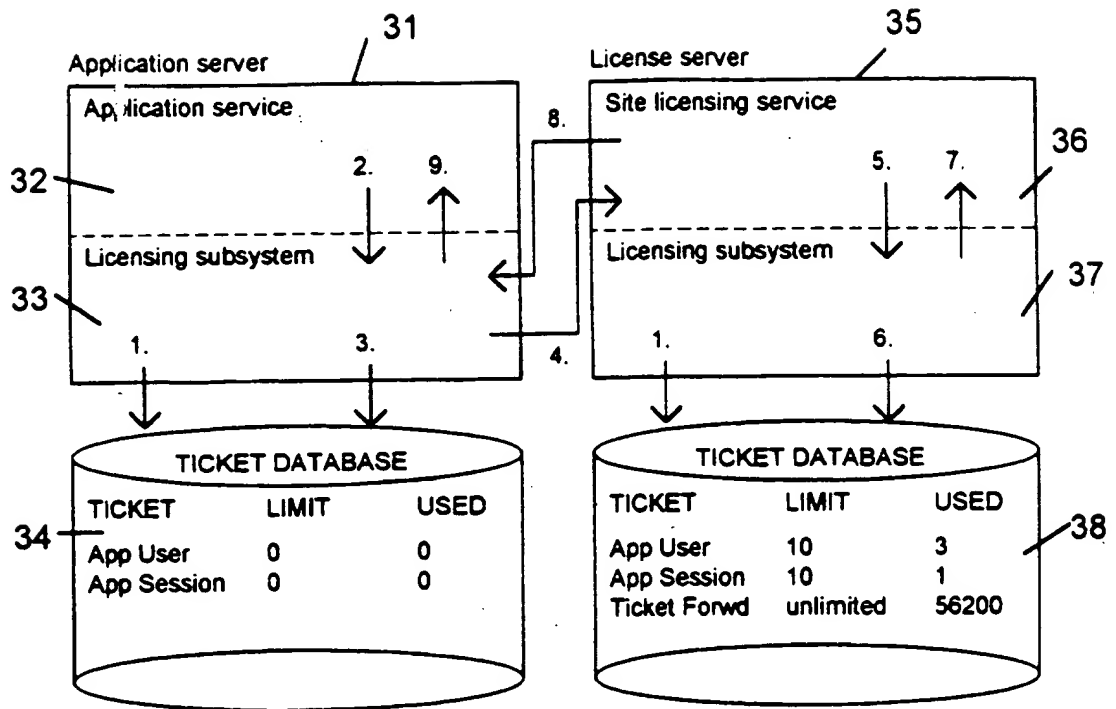 31
35
Application server
License server
Application service
Site licensing service
8.
36
32
2.
9.
5.
7.
Licensing subsystem
Licensing subsystem
37
33
1.
3.
4.
1.
6.
TICKET DATABASE
TICKET LIMIT USED
34
App User 0 0
App Session 0 0
TICKET DATABASE
TICKET LIMIT USED
38
App User 10 3
App Session 10 1
Ticket Forwd unlimited 56200